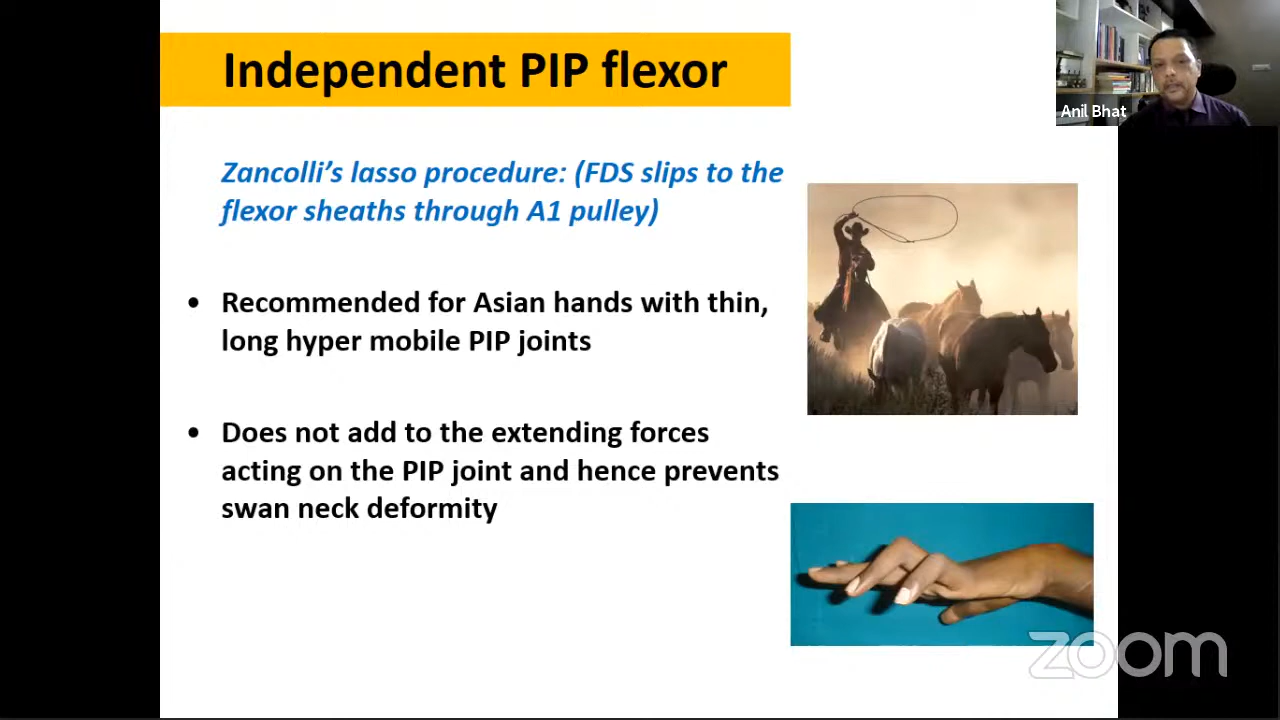 Independent PIP flexor
Anil Bhat
Zancolli’s lasso procedure: (FDS slips to the
flexor sheaths through A1 pulley)
• Recommended for Asian hands with thin,
long hyper mobile PIP joints
• Does not add to the extending forces
acting on the PIP joint and hence prevents
swan neck deformity
zoom